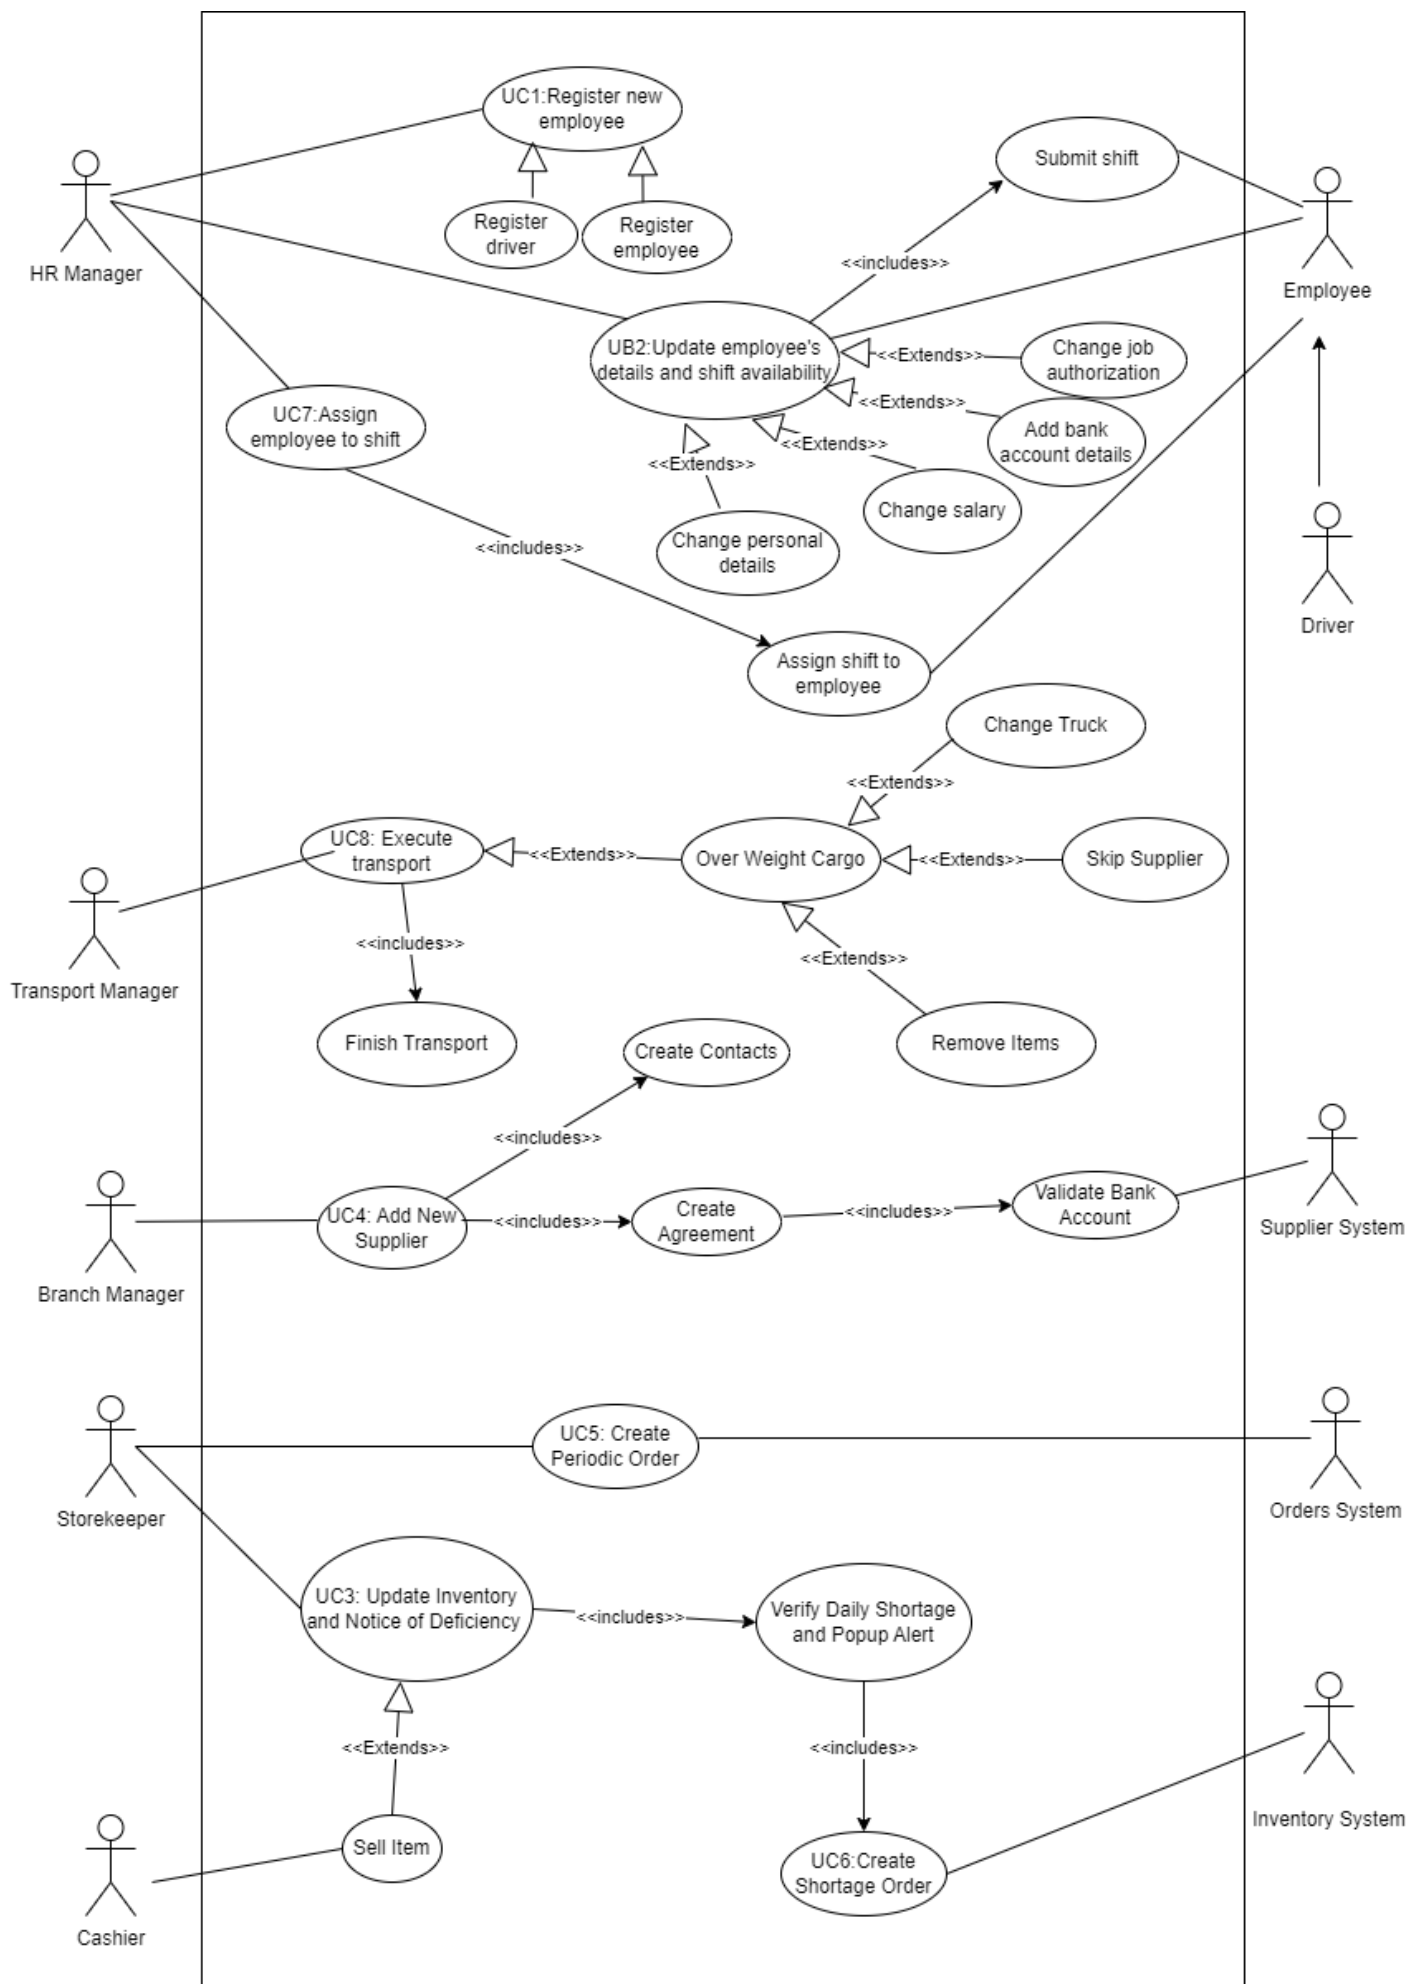 UC1:Register new
employee
Submit shift
HR Manager
Register
driver
Register
employee
<<includes>>
Employee
UB2:Update employee's
details and shift availability
<<Extends>>
Change job
authorization
<<Extends>>
UC7:Assign
employee to shift
Add bank
account details
<<Extends>>
<<Extends>>
Change salary
Change personal
details
<<includes>>
Driver
Assign shift to
employee
Change Truck
<<Extends>>
UC8: Execute
transport
<<Extends>>
Over Weight Cargo
<<Extends>>
Skip Supplier
<<includes>>
<<Extends>>
Transport Manager
Finish Transport
Create Contacts
Remove Items
<<includes>>
UC4: Add New
Supplier
<<includes>>
Create
Agreement
<<includes>>
Validate Bank
Account
Supplier System
Branch Manager
UC5: Create
Periodic Order
Storekeeper
Orders System
UC3: Update Inventory
and Notice of Deficiency
<<includes>>
Verify Daily Shortage
and Popup Alert
<<Extends>>
<<includes>>
Inventory System
Sell Item
UC6:Create
Shortage Order
Cashier